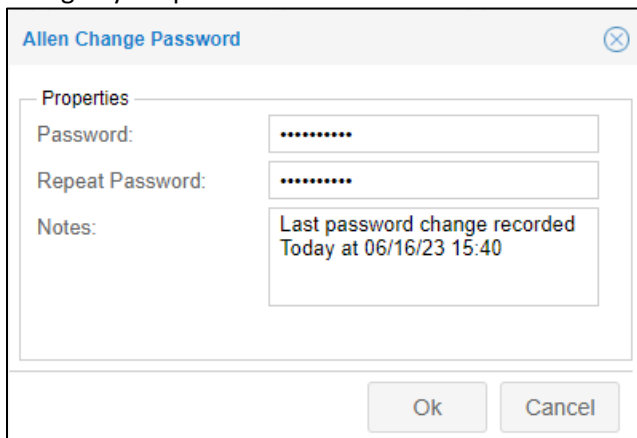 Allen Change Password
Properties
Password: ••••••••••
Repeat Password: ••••••••••
Notes: Last password change recorded
Today at 06/16/23 15:40
Ok Cancel